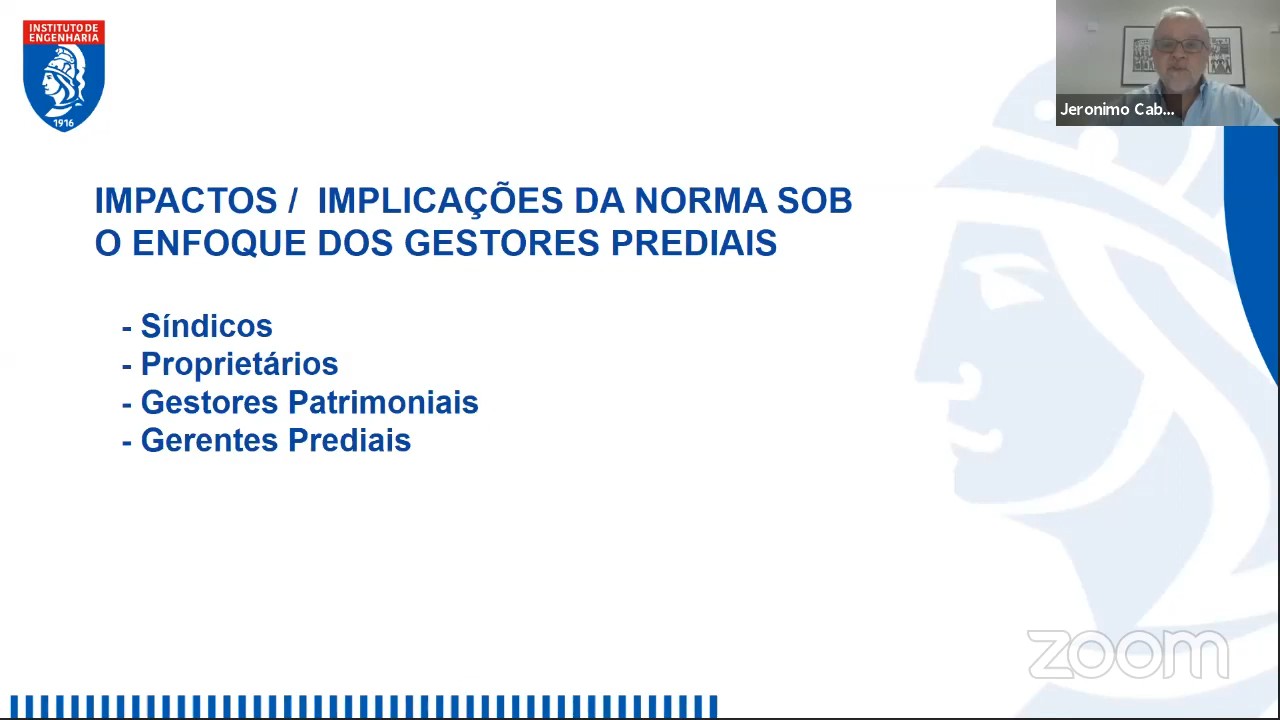 INSTITUTO DE
ENGENHARIA
1916
Jeronimo Cab...
IMPACTOS /  IMPLICAÇÕES DA NORMA SOB
O ENFOQUE DOS GESTORES PREDIAIS
- Síndicos
- Proprietários
- Gestores Patrimoniais
- Gerentes Prediais
zoom